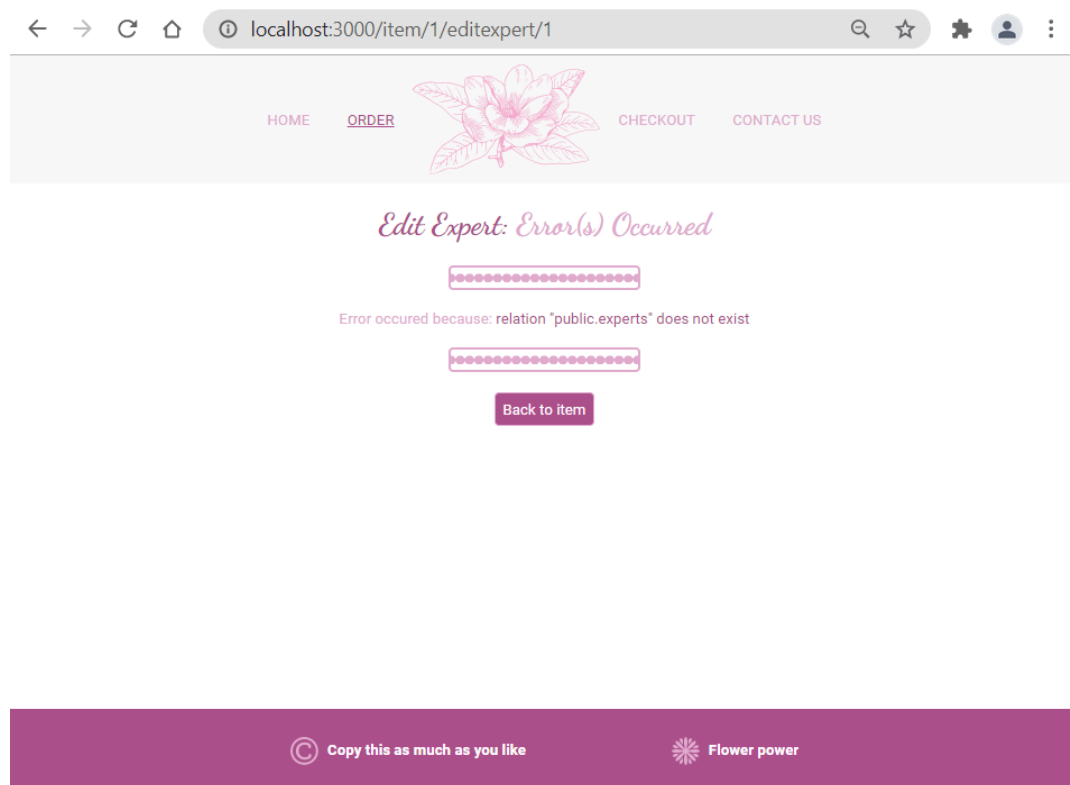 localhost:3000/item/1/editexpert/1
HOME ORDER CHECKOUT CONTACT US
Edit Expert: Error(s) Occurred
Error occured because: relation "public.experts" does not exist
Back to item
© Copy this as much as you like Flower power